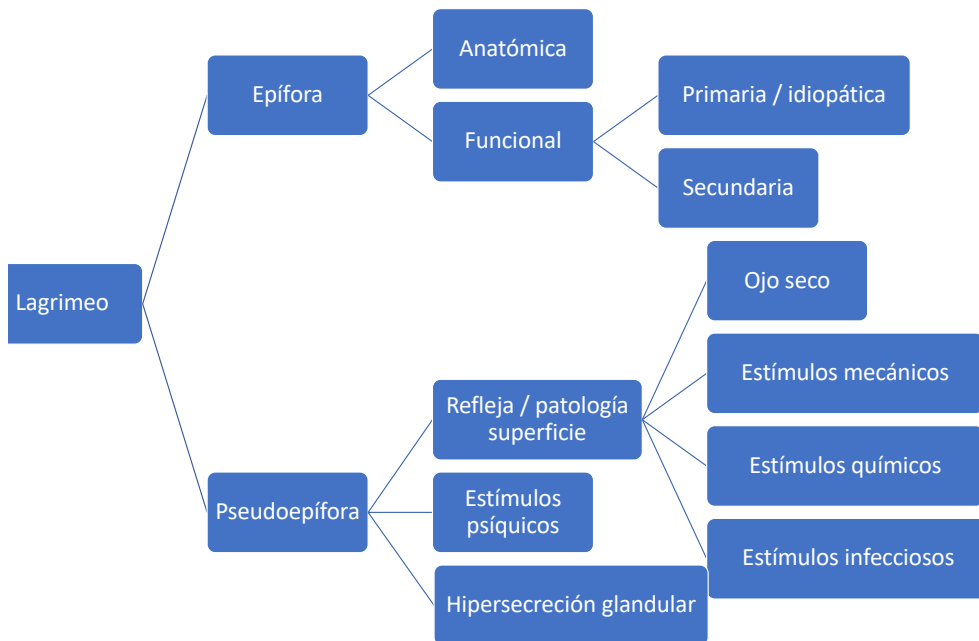 Lagrimeo
Epífora
Anatómica
Funcional
Primaria / idiopática
Secundaria
Pseudoepífora
Refleja / patología
superficie
Ojo seco
Estímulos mecánicos
Estímulos químicos
Estímulos infecciosos
Estímulos
psíquicos
Hipersecreción glandular